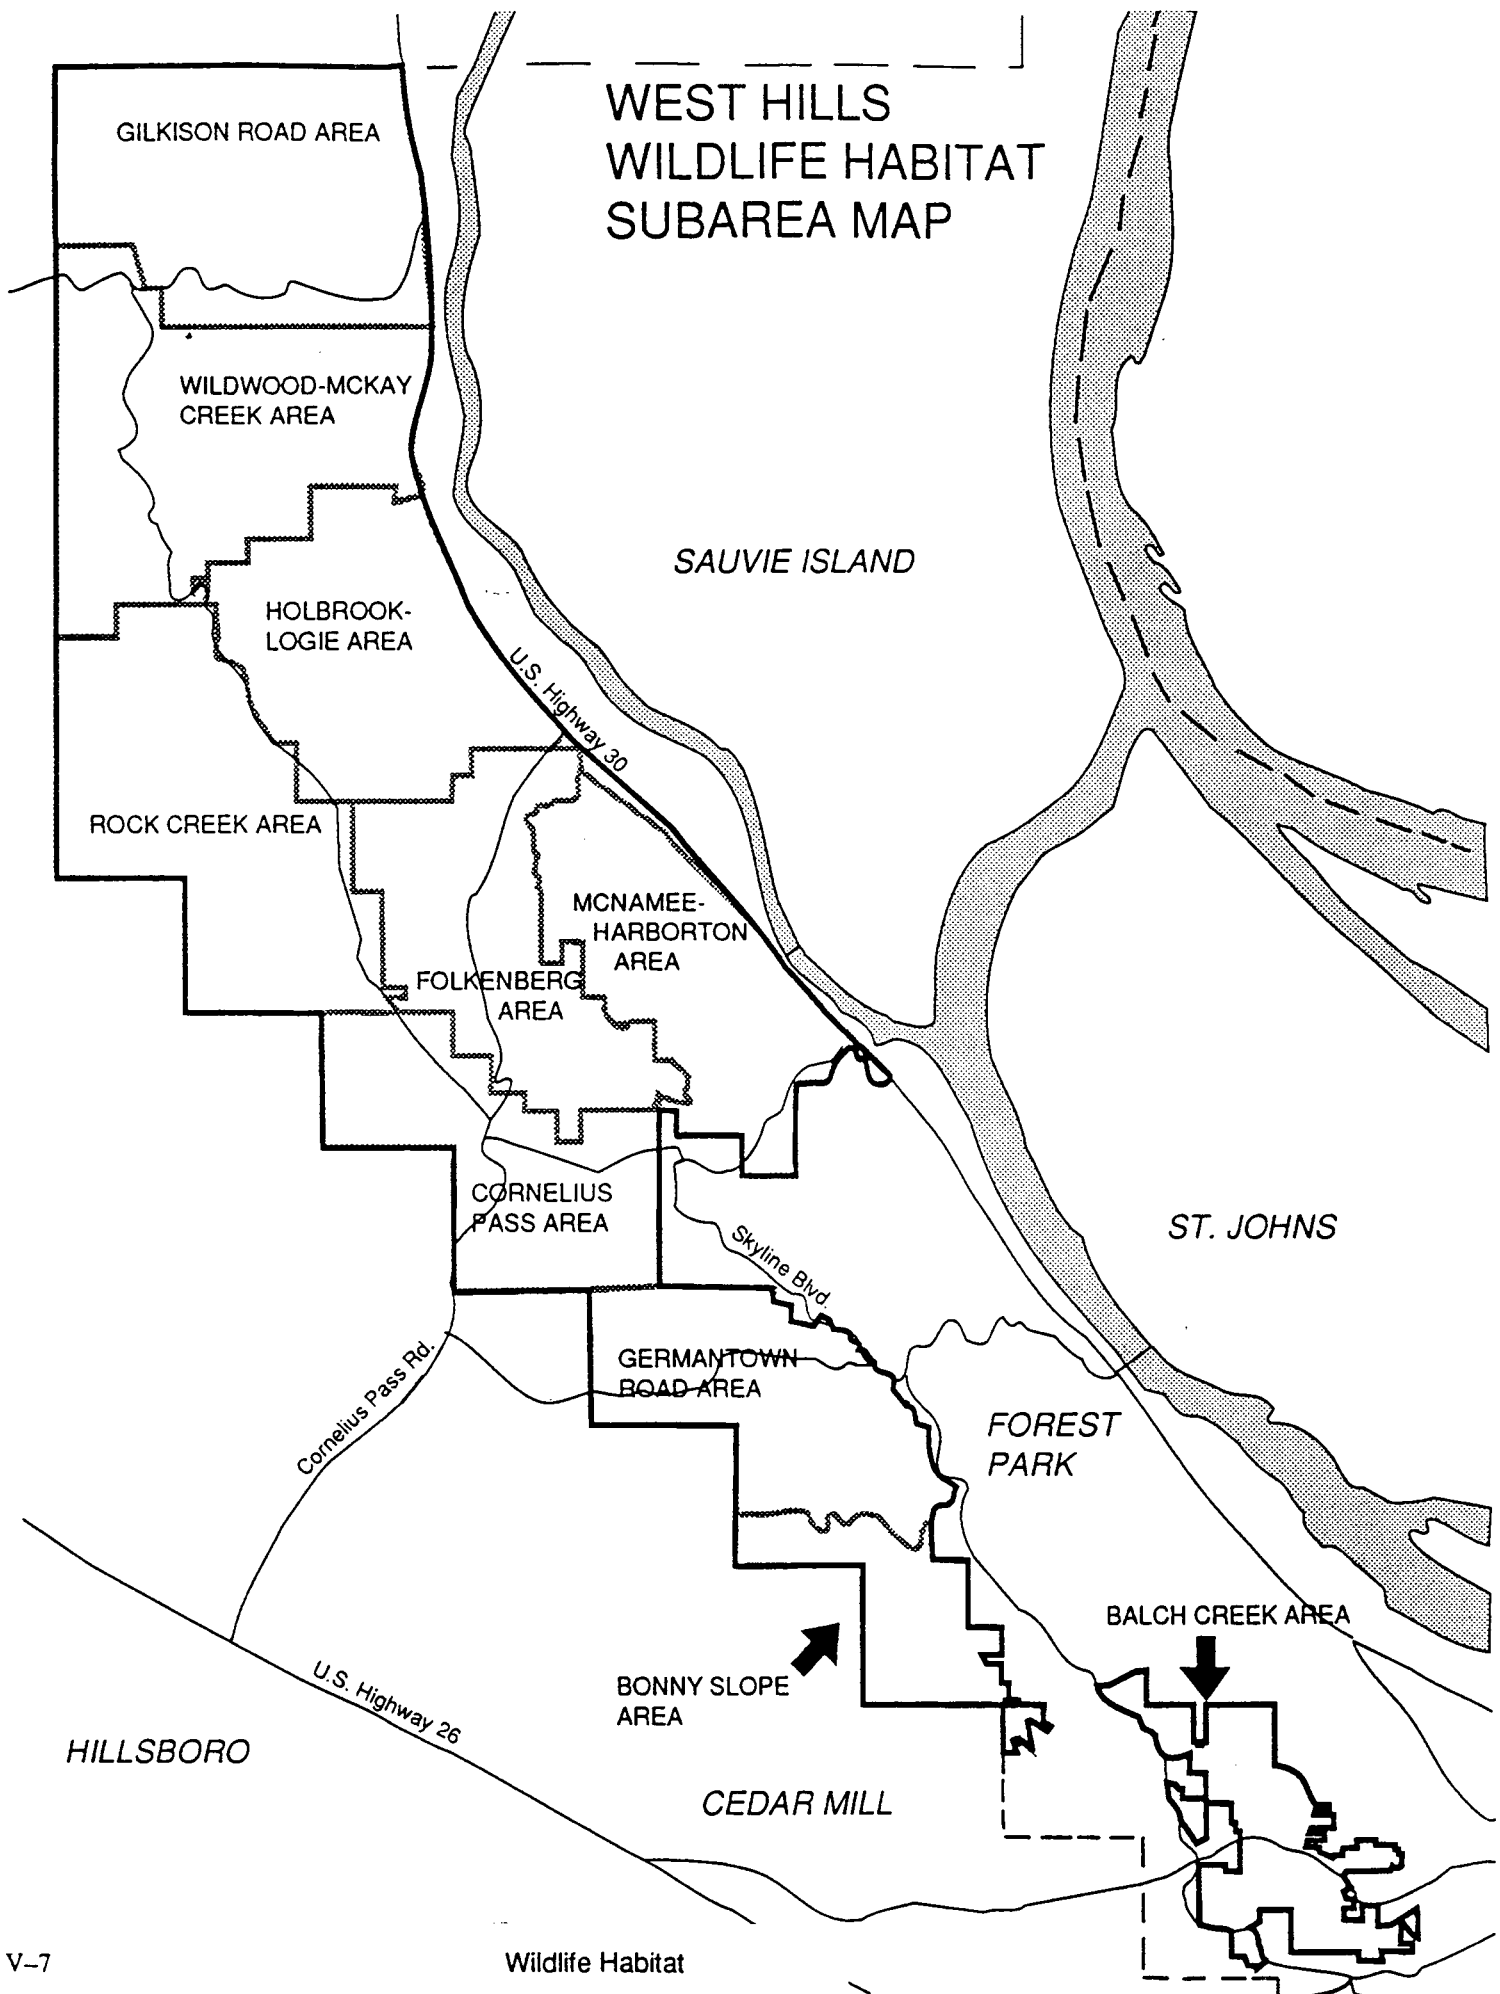 WEST HILLS
WILDLIFE HABITAT
SUBAREA MAP
GILKISON ROAD AREA
WILDWOOD-MCKAY
CREEK AREA
SAUVIE ISLAND
HOLBROOK-
LOGIE AREA
U.S. Highway 30
ROCK CREEK AREA
MCNAMEE-
HARBORTON
AREA
FOLKENBERG
AREA
CORNELIUS
PASS AREA
ST. JOHNS
Skyline Blvd.
GERMANTOWN
ROAD AREA
Cornelius Pass Rd.
FOREST
PARK
BALCH CREEK AREA
BONNY SLOPE
AREA
U.S. Highway 26
HILLSBORO
CEDAR MILL
V–7
Wildlife Habitat